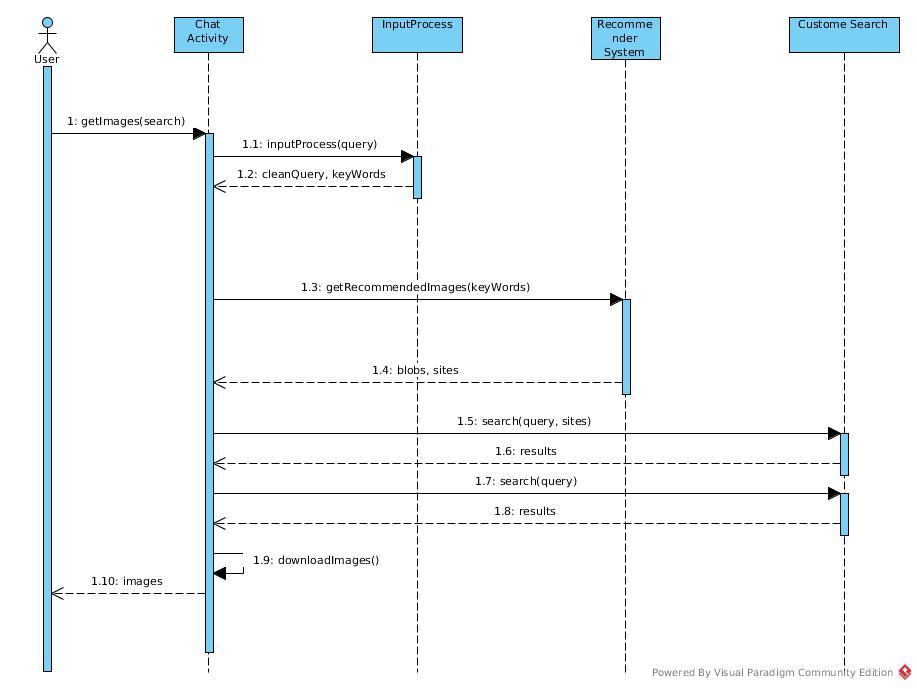 User
Chat
Activity
InputProcess
Recomme
nder
System
Custome Search
1: getImages(search)
1.1: inputProcess(query)
1.2: cleanQuery, keyWords
1.3: getRecommendedImages(keyWords)
1.4: blobs, sites
1.5: search(query, sites)
1.6: results
1.7: search(query)
1.8: results
1.9: downloadImages()
1.10: images
Powered By Visual Paradigm Community Edition